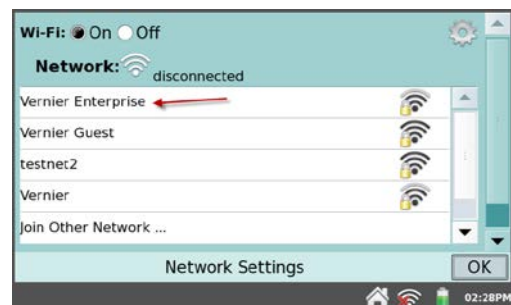 Wi-Fi: On Off
Network: disconnected
Vernier Enterprise
Vernier Guest
testnet2
Vernier
Join Other Network ...
Network Settings OK
02:28PM